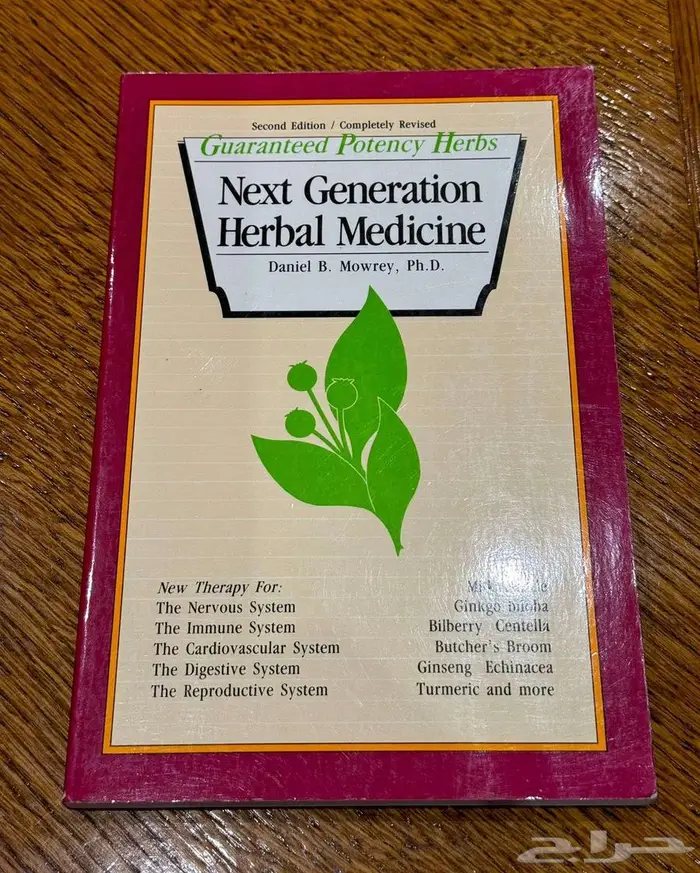 Second Edition / Completely Revised
Guaranteed Potency Herbs
Next Generation
Herbal Medicine
Daniel B. Mowrey, Ph.D.
New Therapy For:
The Nervous System
The Immune System
The Cardiovascular System
The Digestive System
The Reproductive System
Ginkgo biloba
Bilberry Centella
Butcher's Broom
Ginseng Echinacea
Turmeric and more
حراج